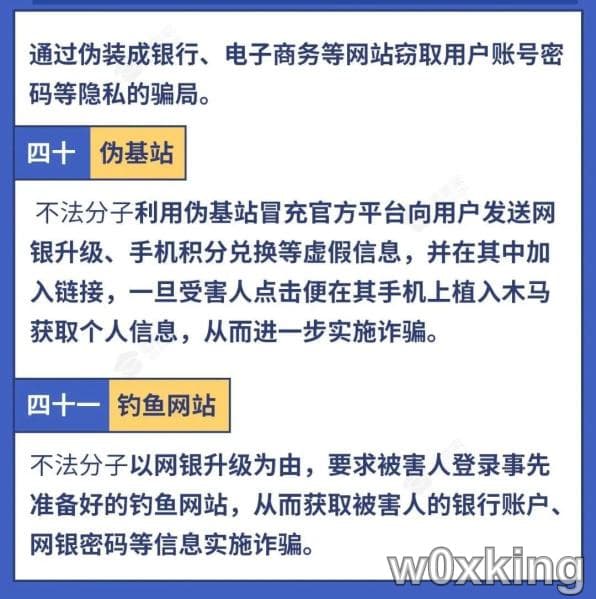 通过伪装成银行、电子商务等网站窃取用户账号密
码等隐私的骗局。
四十 伪基站
不法分子利用伪基站冒充官方平台向用户发送网
银升级、手机积分兑换等虚假信息，并在其中加
入链接，一旦受害人点击便在其手机上植入木马
获取个人信息，从而进一步实施诈骗。
四十一 钓鱼网站
不法分子以网银升级为由，要求被害人登录事先
准备好的钓鱼网站，从而获取被害人的银行账户、
网银密码等信息实施诈骗。
w0xking